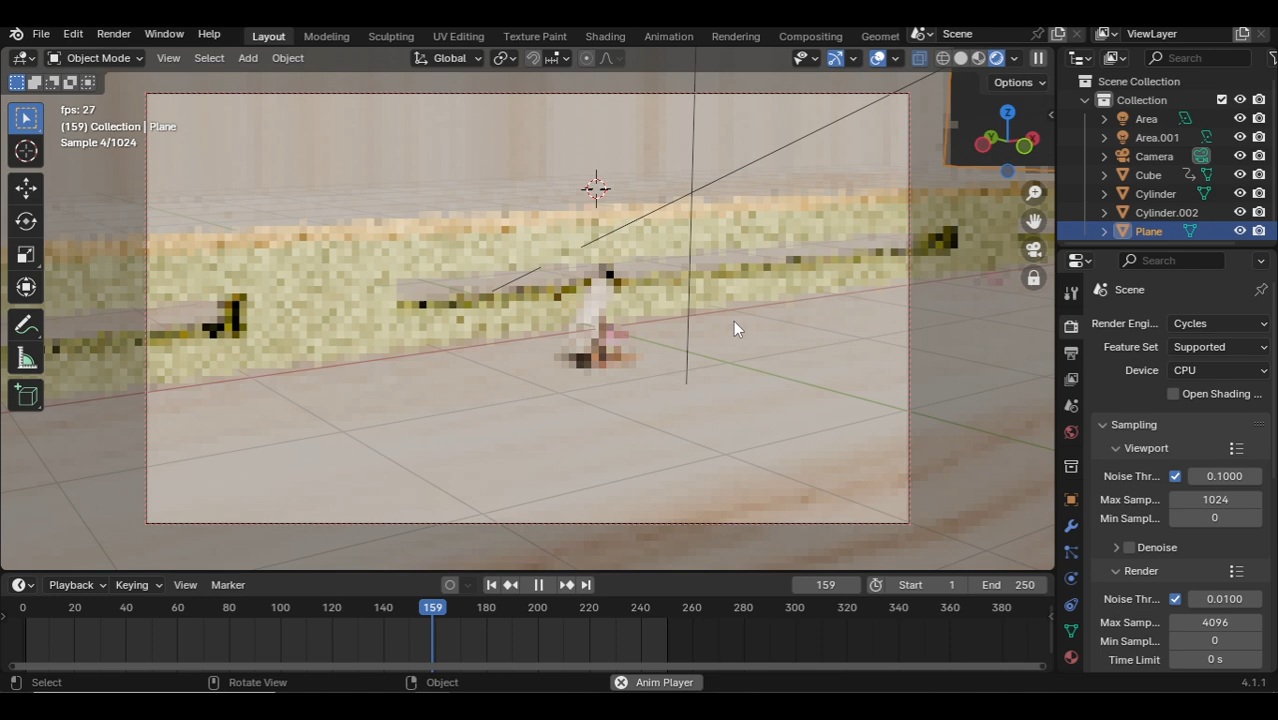 File Edit Render Window Help Layout Modeling Sculpting UV Editing Texture Paint Shading Animation Rendering Compositing Geomet Scene ViewLayer
Object Mode View Select Add Object Global Search
Options
fps: 27
(159) Collection | Plane
Sample 4/1024
Z
Y
X
Scene Collection
Collection
Area
Area.001
Camera
Cube
Cylinder
Cylinder.002
Plane
Search
Scene
Render Engi... Cycles
Feature Set Supported
Device CPU
Open Shading ...
Sampling
Viewport
Noise Thr... 0.1000
Max Samp... 1024
Min Sampl... 0
Denoise
Render
Noise Thr... 0.0100
Max Samp... 4096
Min Sampl... 0
Time Limit 0 s
Playback Keying View Marker 159 Start 1 End 250
0 20 40 60 80 100 120 140 159 180 200 220 240 260 280 300 320 340 360 380
Select Rotate View Object Anim Player 4.1.1